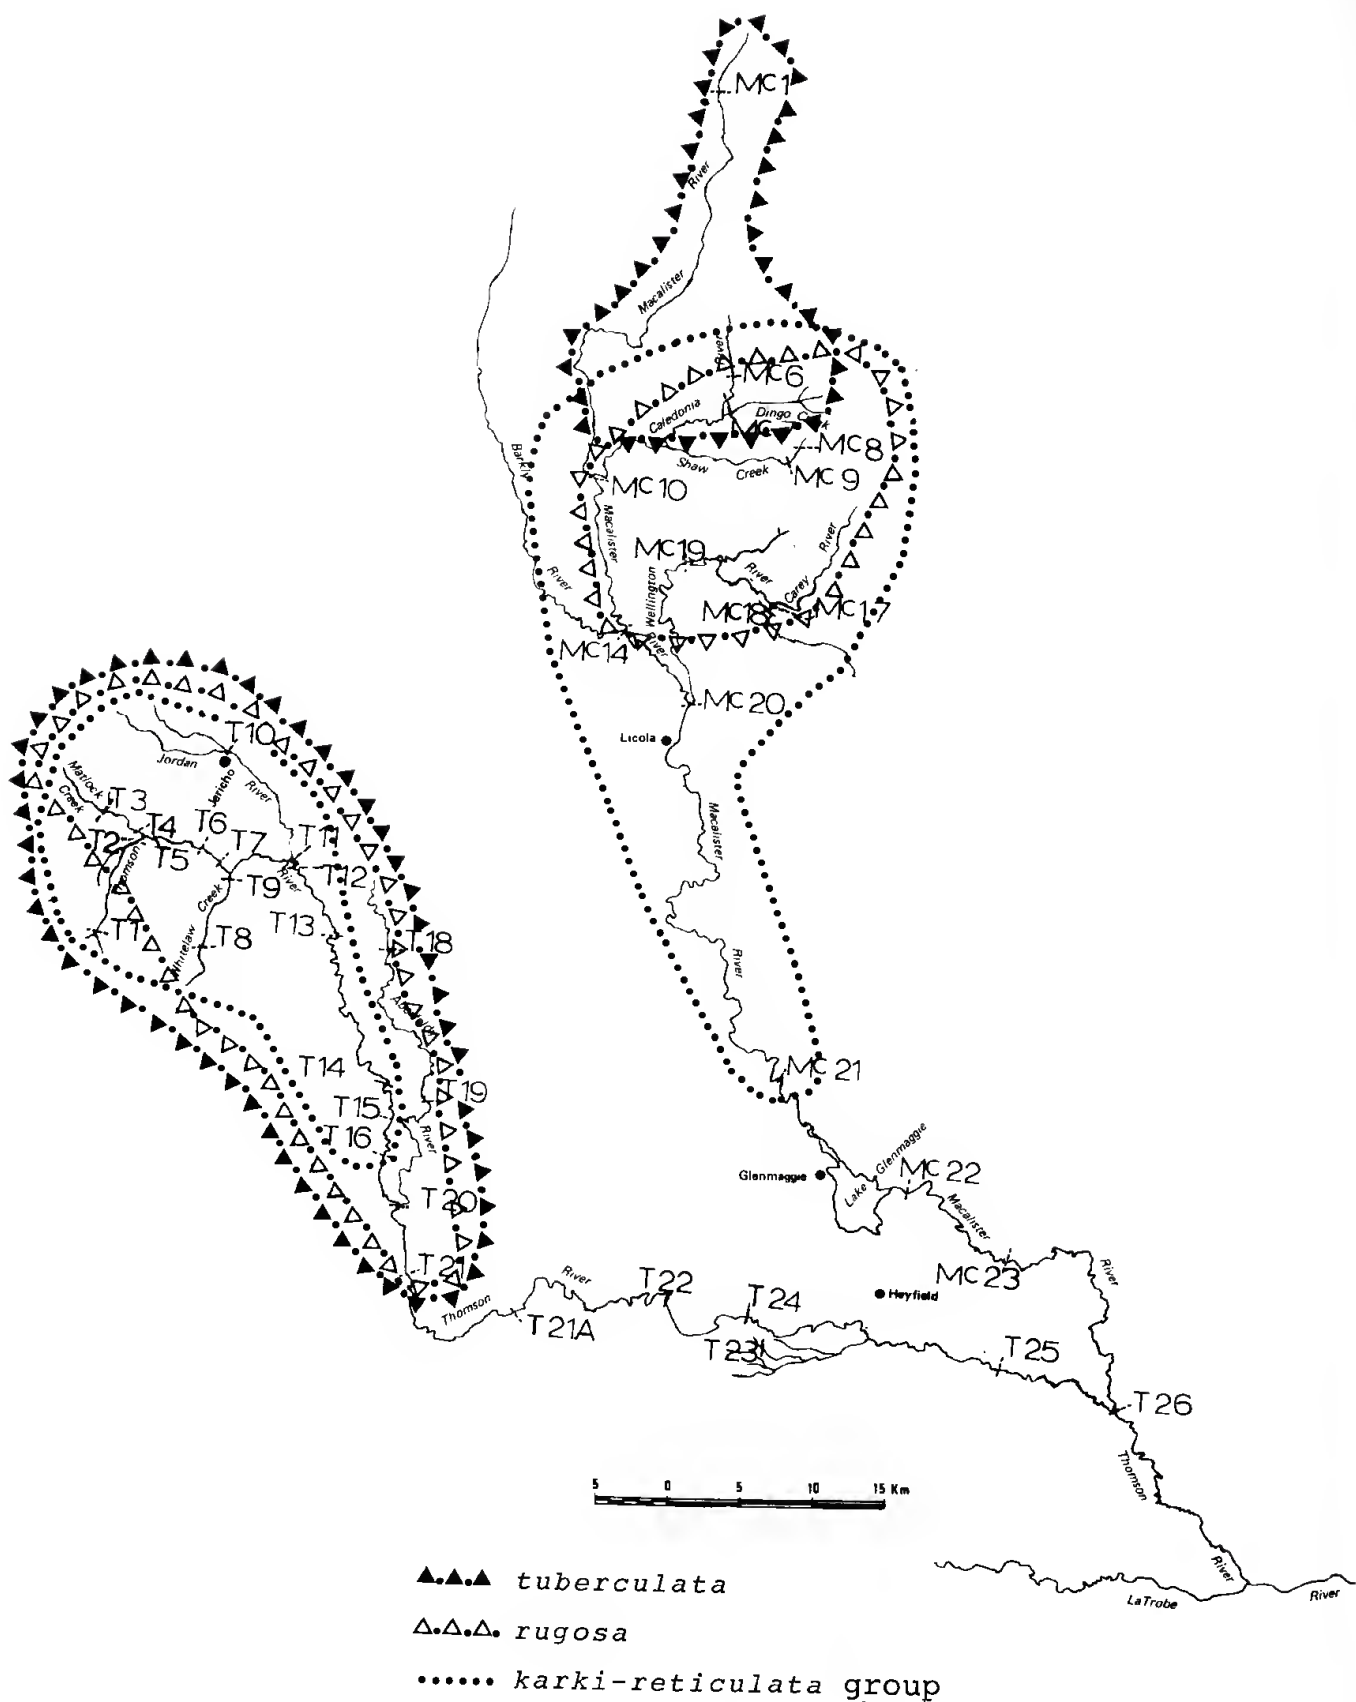 MC1
River
Macalister
River
MC6
Caledonia
Dingo
MC8
Barkly
Shaw
Creek
MC9
MC10
Macalister
MC19
River
River
River
Wellington
Carey
MC18
MC17
River
MC14
MC20
Licola
T10
Jordan
Jericho
River
Matlock
Creek
T3
T6
T2
T4
T5
T7
T11
T12
Thomson
River
Creek
T9
T1
Whitelaw
T8
T13
T18
Macalister
River
T14
T19
T15
T16
River
T20
T21
MC21
Glenmaggie
Lake Glenmaggie
MC22
Macalister
River
MC23
Heyfield
Thomson
River
T21A
T22
T24
T23
T25
T26
Thomson
River
LaTrobe
River
5 0 5 10 15 Km
tuberculata
rugosa
karki-reticulata group